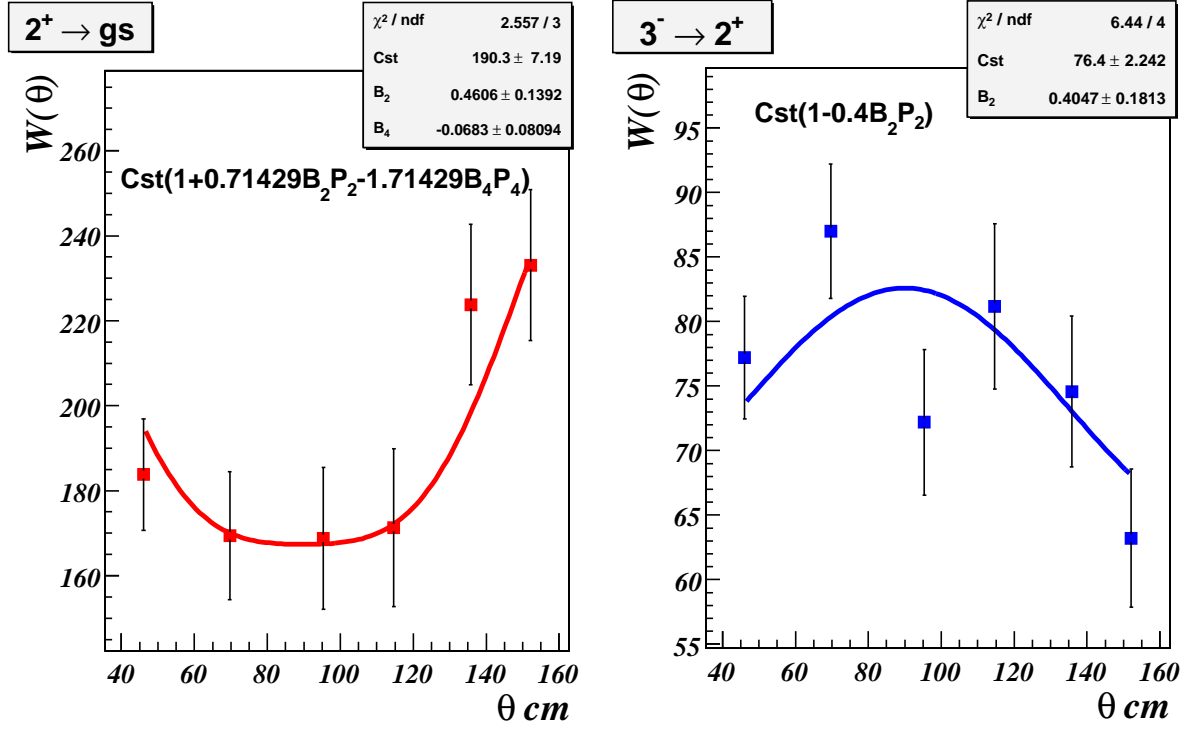 2⁺ → gs
χ² / ndf 2.557 / 3
Cst 190.3 ± 7.19
B₂ 0.4606 ± 0.1392
B₄ -0.0683 ± 0.08094
Cst(1+0.71429B₂P₂-1.71429B₄P₄)
W(θ)
260
240
220
200
180
160
40 60 80 100 120 140 160
θ cm
3⁻ → 2⁺
χ² / ndf 6.44 / 4
Cst 76.4 ± 2.242
B₂ 0.4047 ± 0.1813
Cst(1-0.4B₂P₂)
W(θ)
95
90
85
80
75
70
65
60
55
40 60 80 100 120 140 160
θ cm